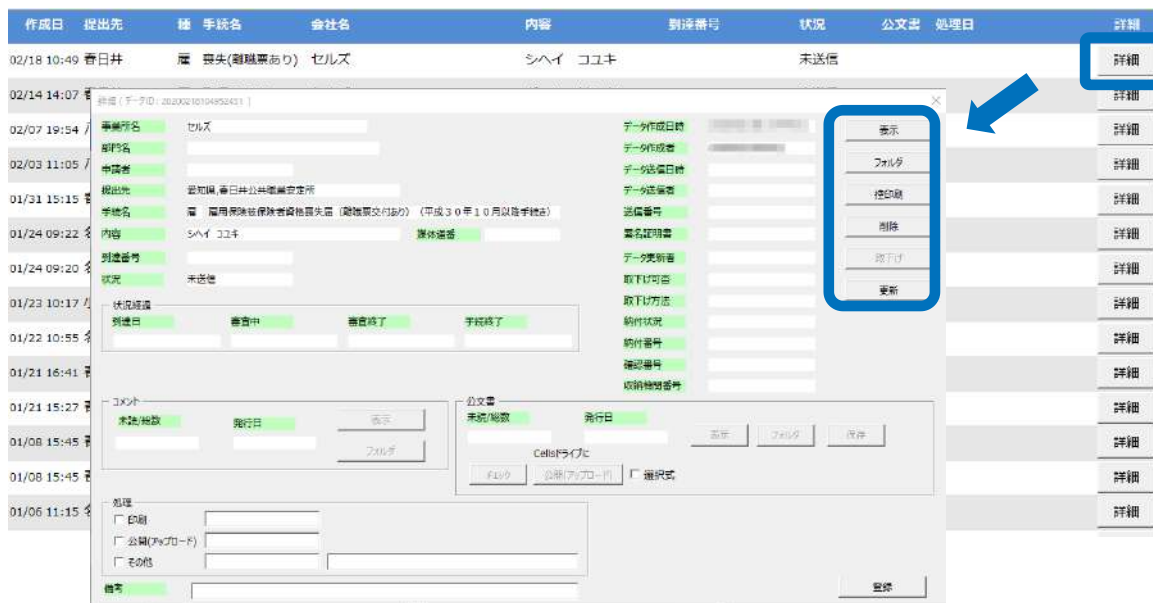 作成日 提出先 種 手続名 会社名 内容 到達番号 状況 公文書 処理日 詳細
02/18 10:49 春日井 雇 喪失(離職票あり) セルズ シヘイ コユキ 未送信 詳細
02/14 14:07 詳細
02/07 19:54 詳細
02/03 11:05 詳細
01/31 15:15 詳細
01/24 09:22 詳細
01/24 09:20 詳細
01/23 10:17 詳細
01/22 10:55 詳細
01/21 16:41 詳細
01/21 15:27 詳細
01/08 15:45 詳細
01/08 15:45 詳細
01/06 11:15 詳細
事業所名 セルズ データ作成日時 表示
部門名 データ作成者
申請者 データ送信日時 フォルダ
提出先 愛知県,春日井公共職業安定所 データ送信者 控印刷
手続名 雇 雇用保険被保険者資格喪失届(離職票交付あり)(平成30年10月以降手続き) 送信番号
内容 シヘイ コユキ 媒体通番 署名証明書 削除
到達番号 データ更新者 取下げ
状況 未送信 取下げ可否 更新
状況経過 取下げ方法
到達日 審査中 審査終了 手続終了 納付状況
納付番号
確認番号
収納機関番号
コメント 公文書
未読/総数 発行日 表示 未読/総数 発行日
フォルダ 表示 フォルダ 保存
Cellsドライブに
チェック 公開(アップロード) 選択式
処理
印刷
公開(アップロード)
その他
備考 登録